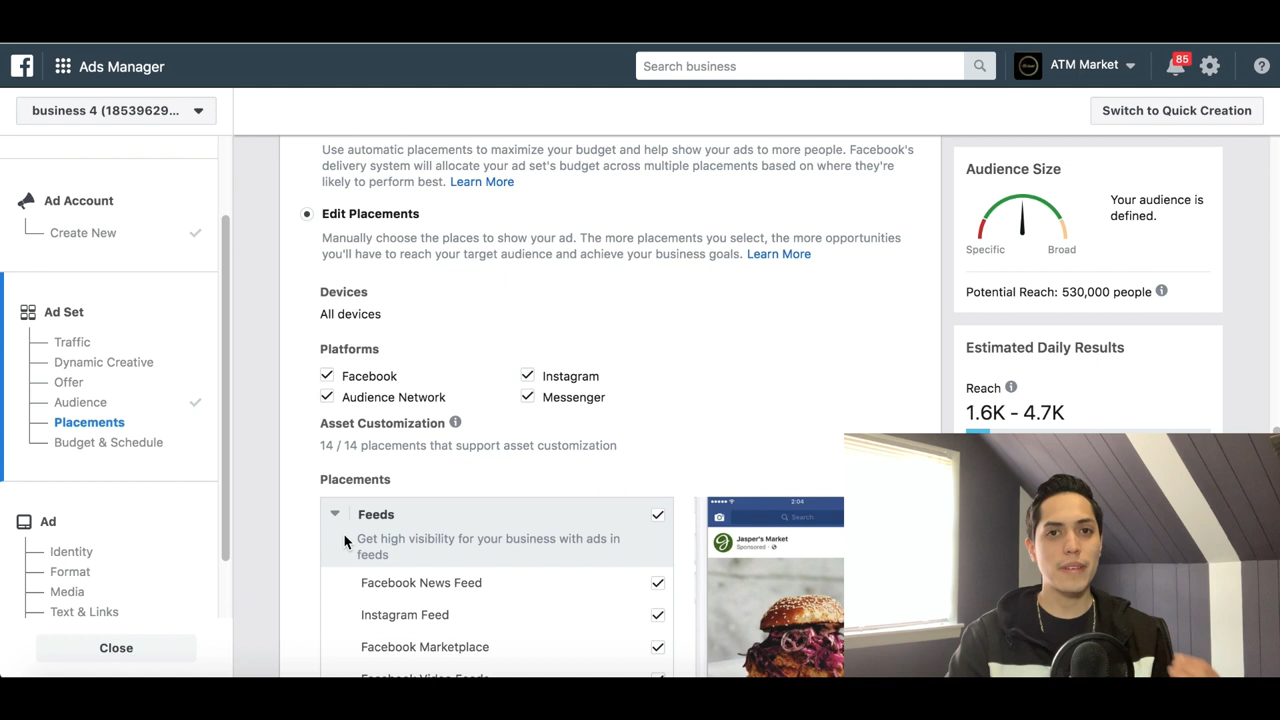 Ads Manager
Search business
ATM Market
85
business 4 (18539629...
Switch to Quick Creation
Ad Account
Create New
Ad Set
Traffic
Dynamic Creative
Offer
Audience
Placements
Budget & Schedule
Ad
Identity
Format
Media
Text & Links
Close
Use automatic placements to maximize your budget and help show your ads to more people. Facebook's
delivery system will allocate your ad set's budget across multiple placements based on where they're
likely to perform best. Learn More
Edit Placements
Manually choose the places to show your ad. The more placements you select, the more opportunities
you'll have to reach your target audience and achieve your business goals. Learn More
Devices
All devices
Platforms
Facebook
Instagram
Audience Network
Messenger
Asset Customization
14 / 14 placements that support asset customization
Placements
Feeds
Get high visibility for your business with ads in
feeds
Facebook News Feed
Instagram Feed
Facebook Marketplace
Facebook Video Feeds
2:04
Search
Jasper's Market
Sponsored
Audience Size
Your audience is
defined.
Specific
Broad
Potential Reach: 530,000 people
Estimated Daily Results
Reach
1.6K - 4.7K